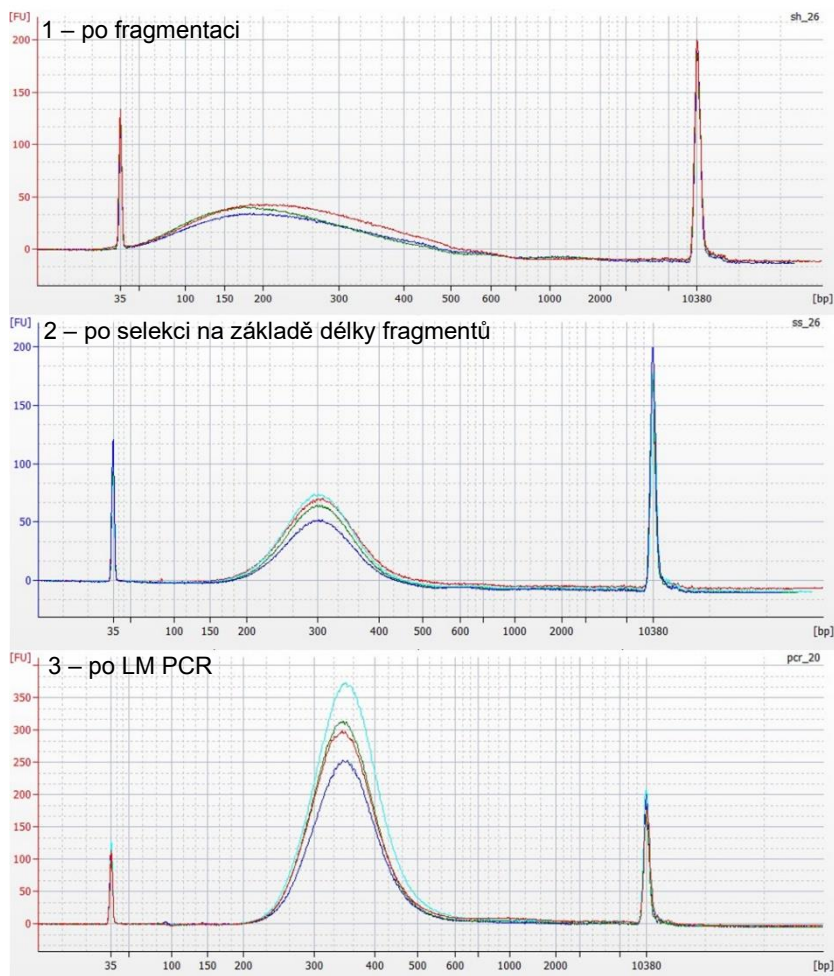 [FU]
1 – po fragmentaci
sh_26
200
150
100
50
0
35 100 150 200 300 400 500 600 1000 2000 10380 [bp]
[FU]
2 – po selekci na základě délky fragmentů
ss_26
200
150
100
50
0
35 100 150 200 300 400 500 600 1000 2000 10380 [bp]
[FU]
3 – po LM PCR
pcr_20
350
300
250
200
150
100
50
0
35 100 150 200 300 400 500 600 1000 2000 10380 [bp]